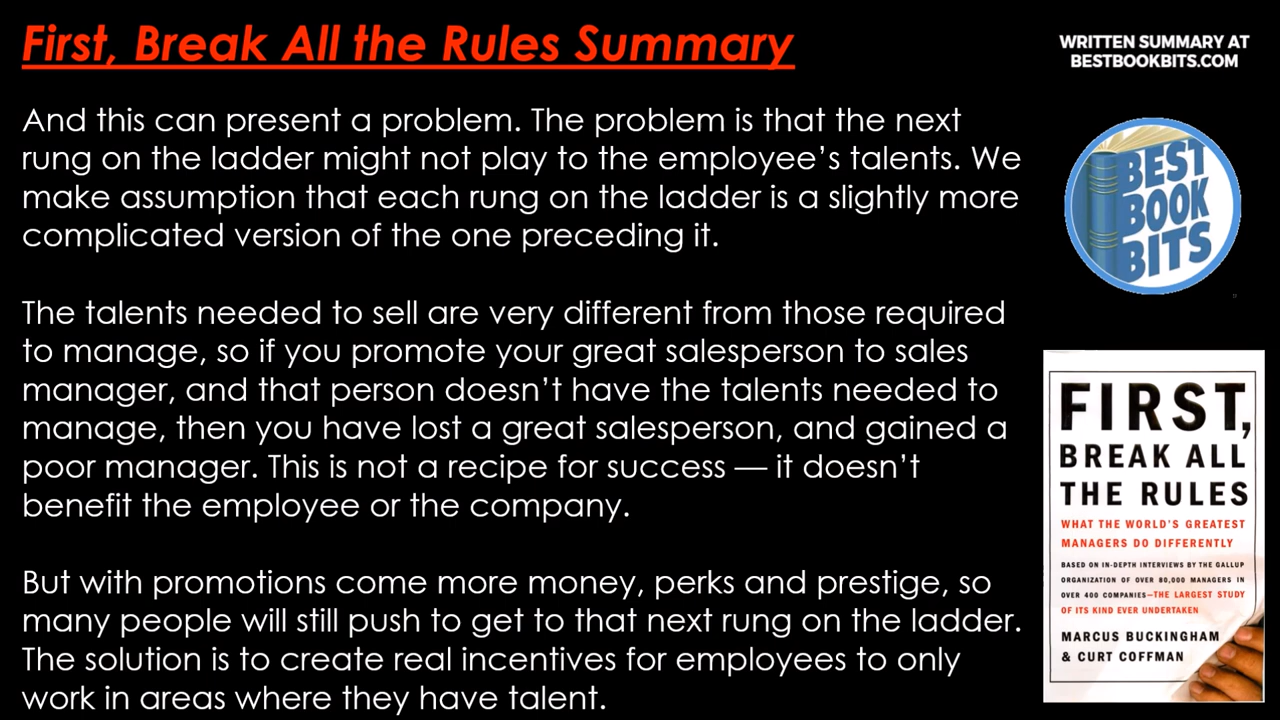 First, Break All the Rules Summary
And this can present a problem. The problem is that the next
rung on the ladder might not play to the employee's talents. We
make assumption that each rung on the ladder is a slightly more
complicated version of the one preceding it.
The talents needed to sell are very different from those required
to manage, so if you promote your great salesperson to sales
manager, and that person doesn't have the talents needed to
manage, then you have lost a great salesperson, and gained a
poor manager. This is not a recipe for success — it doesn't
benefit the employee or the company.
But with promotions come more money, perks and prestige, so
many people will still push to get to that next rung on the ladder.
The solution is to create real incentives for employees to only
work in areas where they have talent.
WRITTEN SUMMARY AT
BESTBOOKBITS.COM
BEST
BOOK
BITS
FIRST,
BREAK ALL
THE RULES
WHAT THE WORLD'S GREATEST
MANAGERS DO DIFFERENTLY
BASED ON IN-DEPTH INTERVIEWS BY THE GALLUP
ORGANIZATION OF OVER 80,000 MANAGERS IN
OVER 400 COMPANIES—THE LARGEST STUDY
OF ITS KIND EVER UNDERTAKEN
MARCUS BUCKINGHAM
& CURT COFFMAN